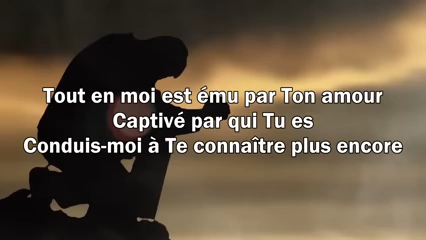 Tout en moi est ému par Ton amour
Captivé par qui Tu es
Conduis-moi à Te connaître plus encore